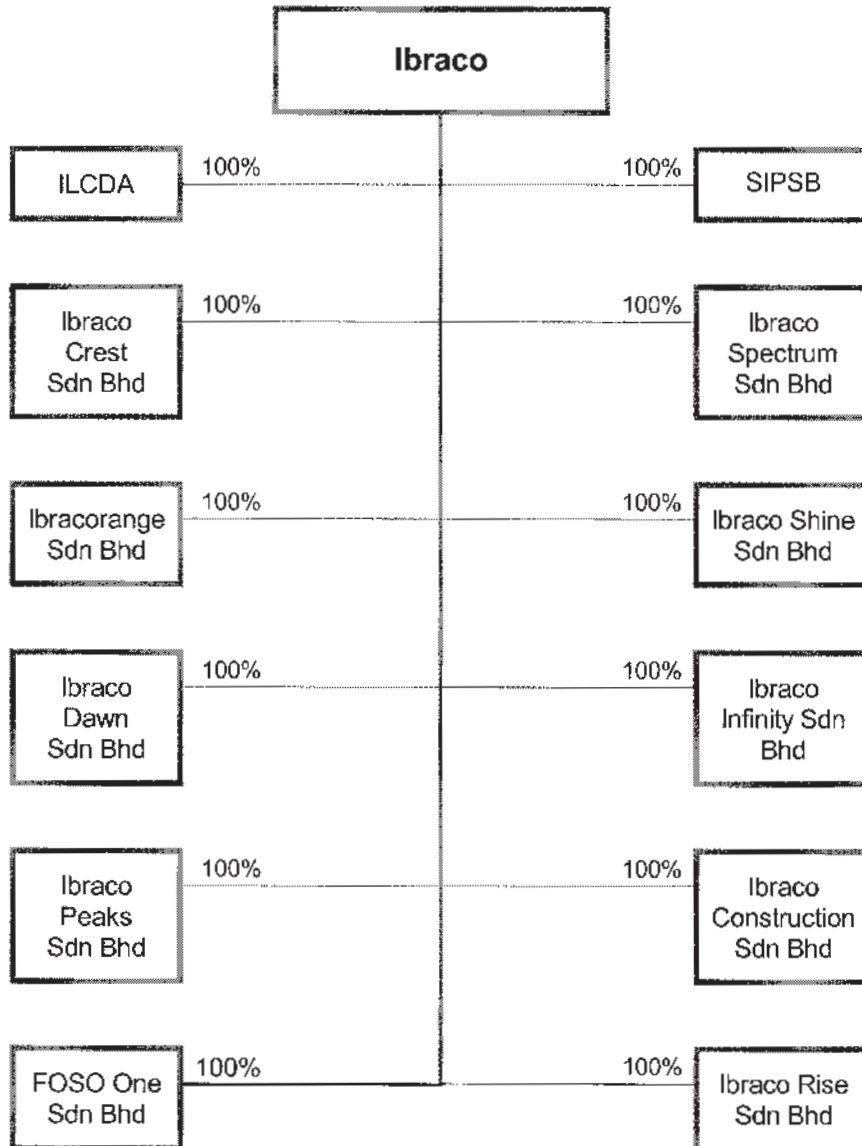 Ibraco
100%
100%
ILCDA
SIPSB
100%
100%
Ibraco
Crest
Sdn Bhd
Ibraco
Spectrum
Sdn Bhd
100%
100%
Ibracorange
Sdn Bhd
Ibraco Shine
Sdn Bhd
100%
100%
Ibraco
Dawn
Sdn Bhd
Ibraco
Infinity Sdn
Bhd
100%
100%
Ibraco
Peaks
Sdn Bhd
Ibraco
Construction
Sdn Bhd
100%
100%
FOSO One
Sdn Bhd
Ibraco Rise
Sdn Bhd